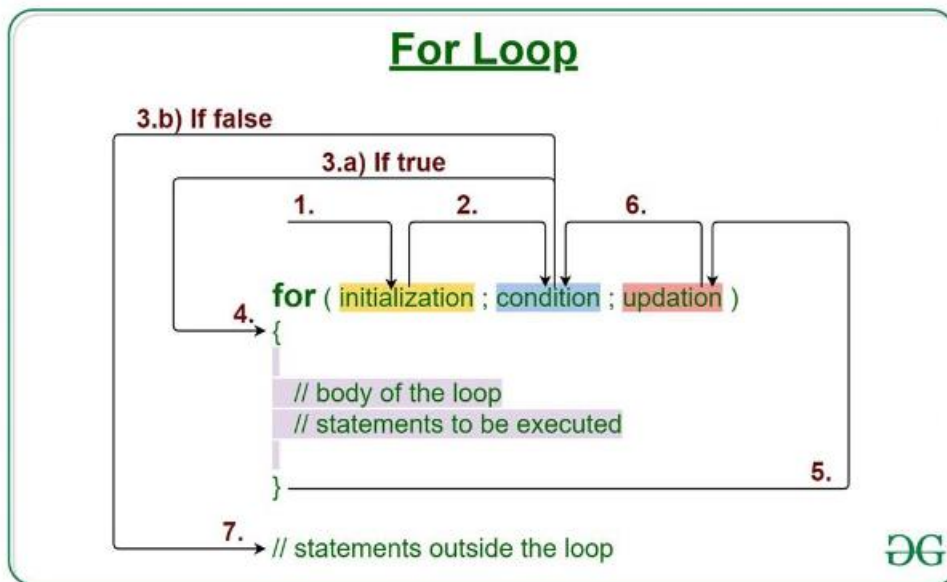 For Loop
3.b) If false
3.a) If true
1. 2. 6.
for ( initialization ; condition ; updation )
4.
{
// body of the loop
// statements to be executed
}
5.
7.
// statements outside the loop